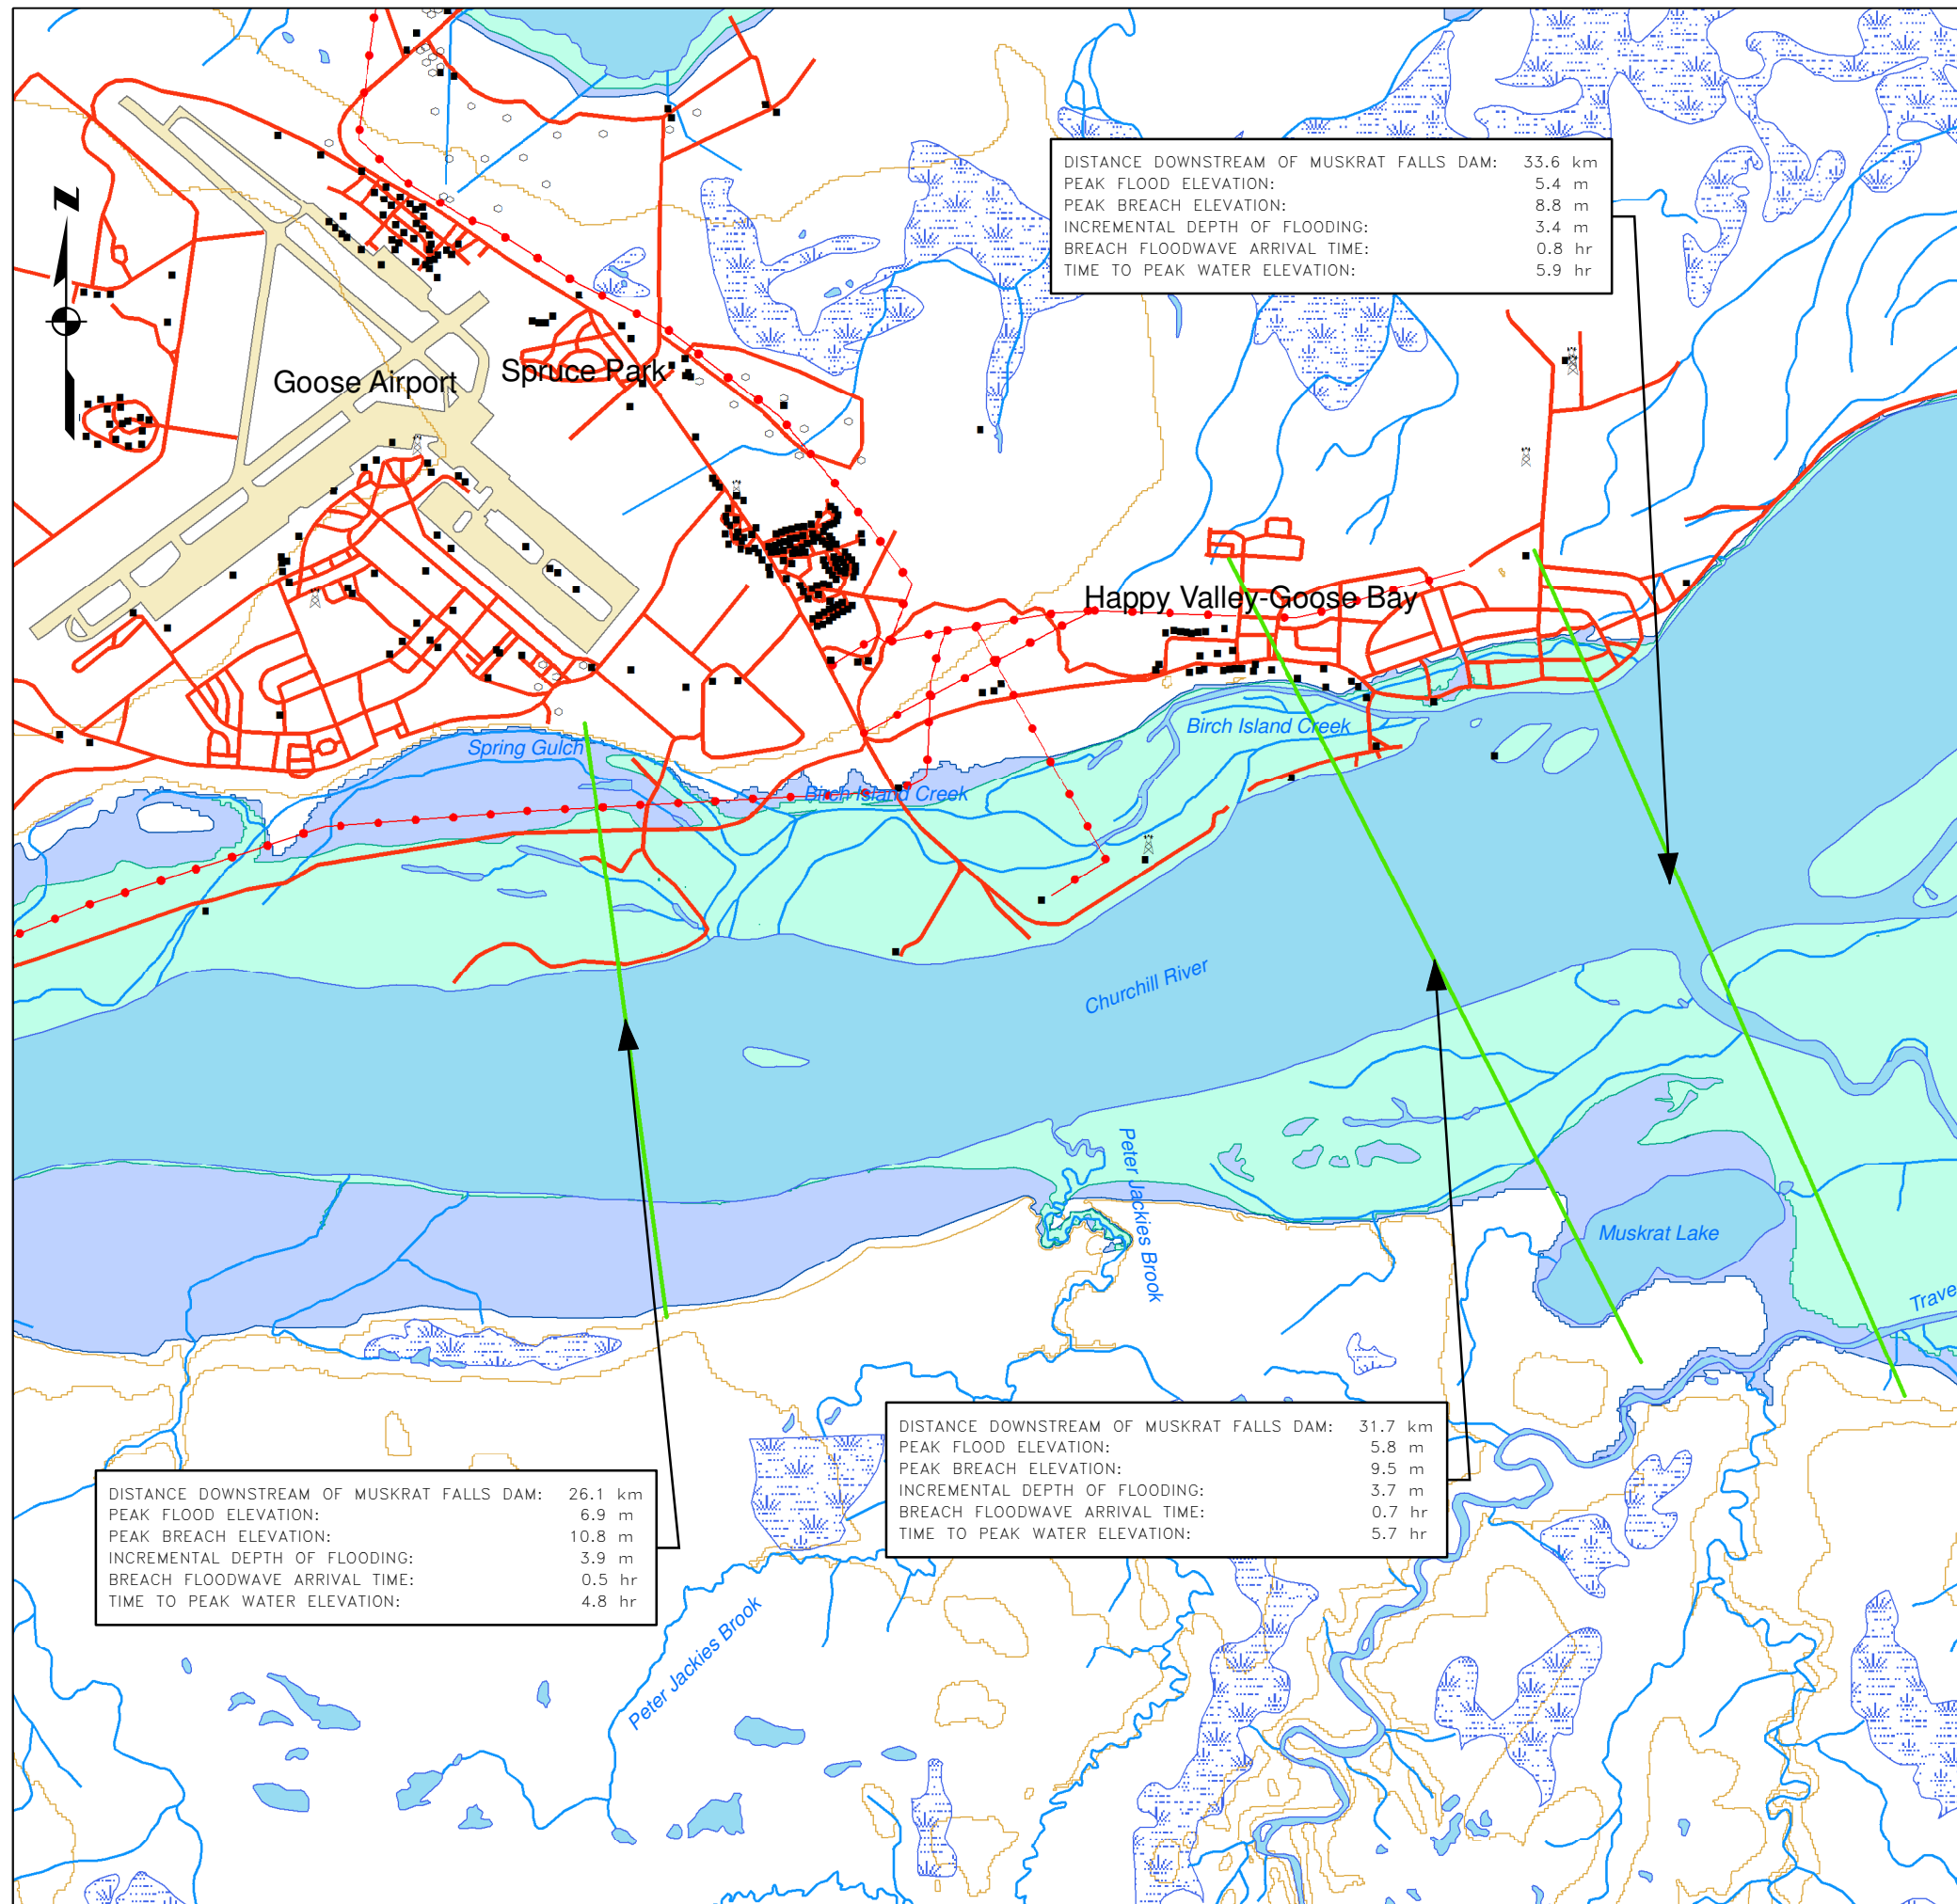 DISTANCE DOWNSTREAM OF MUSKRAT FALLS DAM: 33.6 km
PEAK FLOOD ELEVATION: 5.4 m
PEAK BREACH ELEVATION: 8.8 m
INCREMENTAL DEPTH OF FLOODING: 3.4 m
BREACH FLOODWAVE ARRIVAL TIME: 0.8 hr
TIME TO PEAK WATER ELEVATION: 5.9 hr
Z
Goose Airport
Spruce Park
Happy Valley-Goose Bay
Birch Island Creek
Spring Gulch
Birch Island Creek
Churchill River
Peter Jackies Brook
Muskrat Lake
Trave
DISTANCE DOWNSTREAM OF MUSKRAT FALLS DAM: 31.7 km
PEAK FLOOD ELEVATION: 5.8 m
PEAK BREACH ELEVATION: 9.5 m
INCREMENTAL DEPTH OF FLOODING: 3.7 m
BREACH FLOODWAVE ARRIVAL TIME: 0.7 hr
TIME TO PEAK WATER ELEVATION: 5.7 hr
DISTANCE DOWNSTREAM OF MUSKRAT FALLS DAM: 26.1 km
PEAK FLOOD ELEVATION: 6.9 m
PEAK BREACH ELEVATION: 10.8 m
INCREMENTAL DEPTH OF FLOODING: 3.9 m
BREACH FLOODWAVE ARRIVAL TIME: 0.5 hr
TIME TO PEAK WATER ELEVATION: 4.8 hr
Peter Jackies Brook